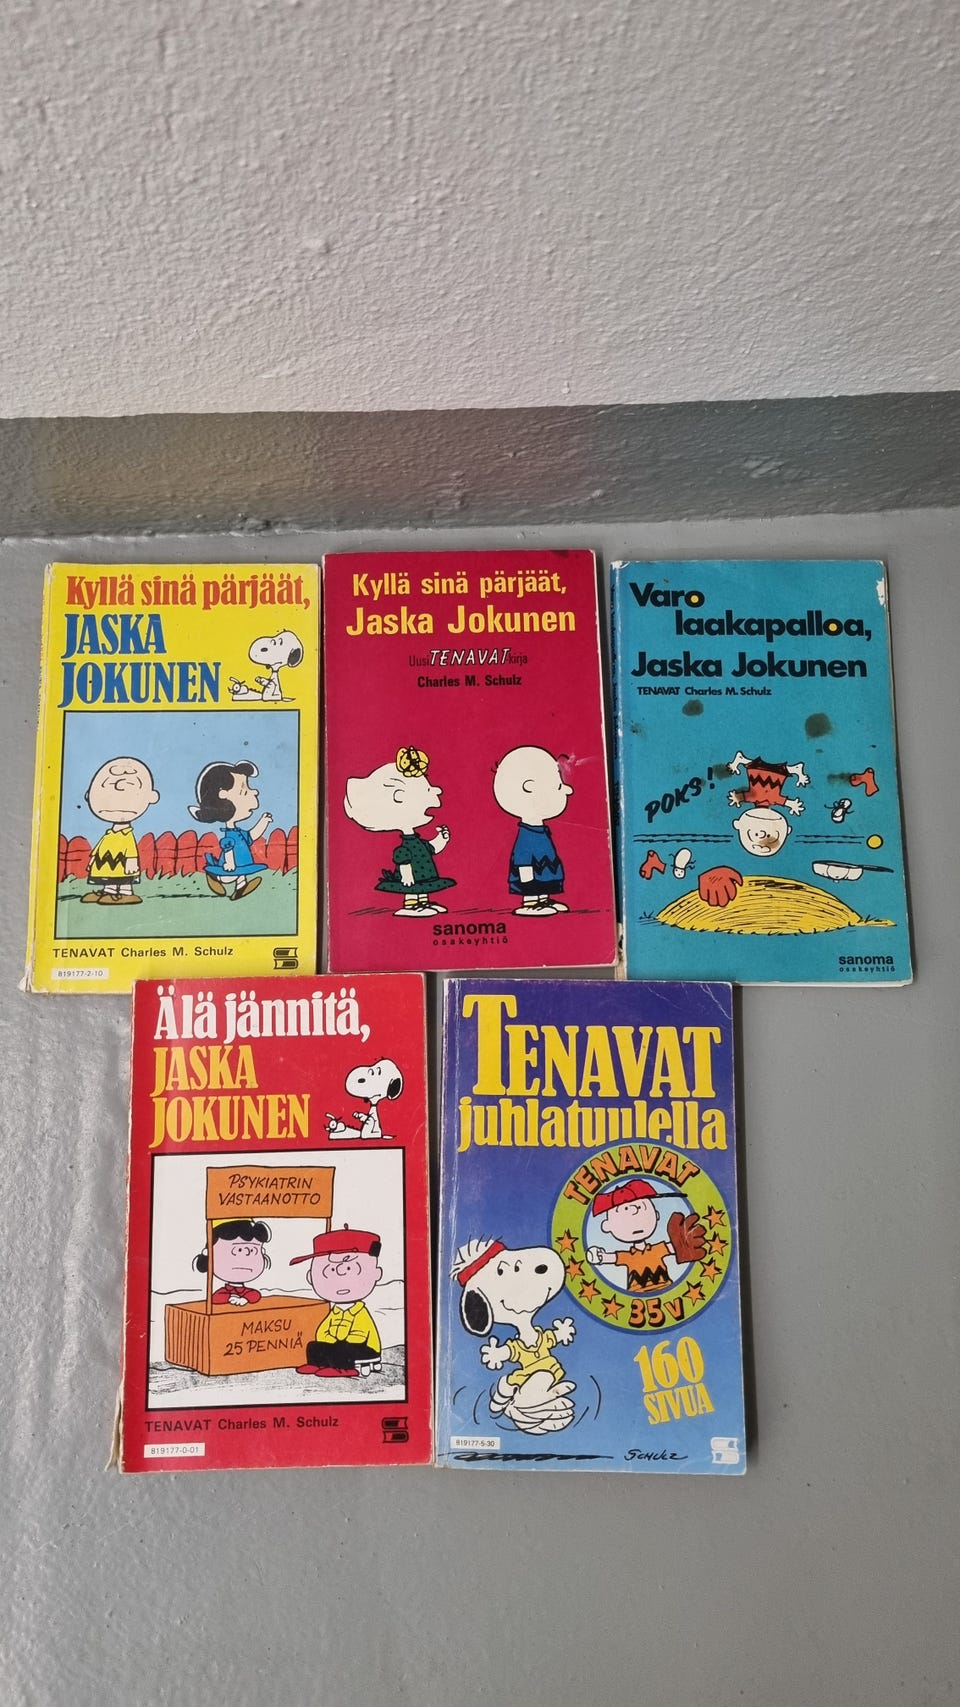 Kyllä sinä pärjäät,
JASKA
JOKUNEN
TENAVAT Charles M. Schulz
819177-2-10
Kyllä sinä pärjäät,
Jaska Jokunen
Uusi TENAVAT-kirja
Charles M. Schulz
sanoma
osakeyhtiö
Varo
laakapalloa,
Jaska Jokunen
TENAVAT Charles M. Schulz
POKS!
sanoma
osakeyhtiö
Älä jännitä,
JASKA
JOKUNEN
PSYKIATRIN
VASTAANOTTO
MAKSU
25 PENNIÄ
TENAVAT Charles M. Schulz
819177-0-01
TENAVAT
juhlatuulella
TENAVAT
35V
160
SIVUA
819177-5-30
SCHULZ